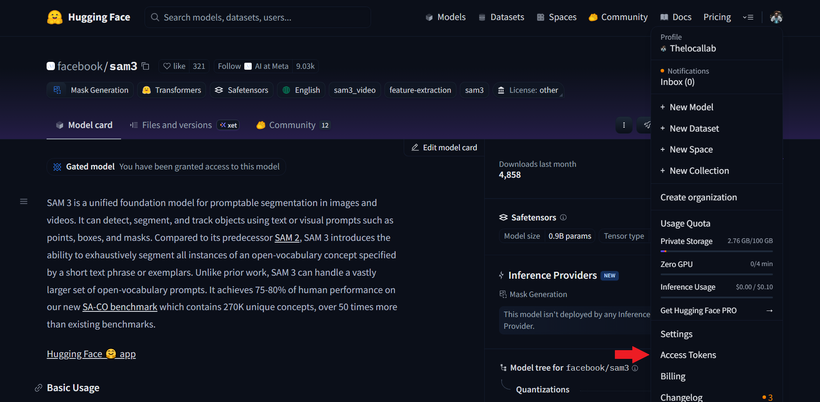 Hugging Face
Search models, datasets, users...
Models
Datasets
Spaces
Community
Docs
Pricing
facebook/sam3
like 321
Follow AI at Meta 9.03k
Mask Generation
Transformers
Safetensors
English
sam3_video
feature-extraction
sam3
License: other
Model card
Files and versions
xet
Community 12
Edit model card
Gated model You have been granted access to this model
SAM 3 is a unified foundation model for promptable segmentation in images and
videos. It can detect, segment, and track objects using text or visual prompts such as
points, boxes, and masks. Compared to its predecessor SAM 2, SAM 3 introduces the
ability to exhaustively segment all instances of an open-vocabulary concept specified
by a short text phrase or exemplars. Unlike prior work, SAM 3 can handle a vastly
larger set of open-vocabulary prompts. It achieves 75-80% of human performance on
our new SA-CO benchmark which contains 270K unique concepts, over 50 times more
than existing benchmarks.
Hugging Face 🤗 app
Basic Usage
Downloads last month
4,858
Safetensors
Model size 0.9B params Tensor type
Inference Providers NEW
Mask Generation
This model isn't deployed by any Inference
Provider.
Model tree for facebook/sam3
Quantizations
Profile
Thelocallab
Notifications
Inbox (0)
+ New Model
+ New Dataset
+ New Space
+ New Collection
Create organization
Usage Quota
Private Storage 2.76 GB/100 GB
Zero GPU 0/4 min
Inference Usage $0.00 / $0.10
Get Hugging Face PRO →
Settings
Access Tokens
Billing
Changelog 3